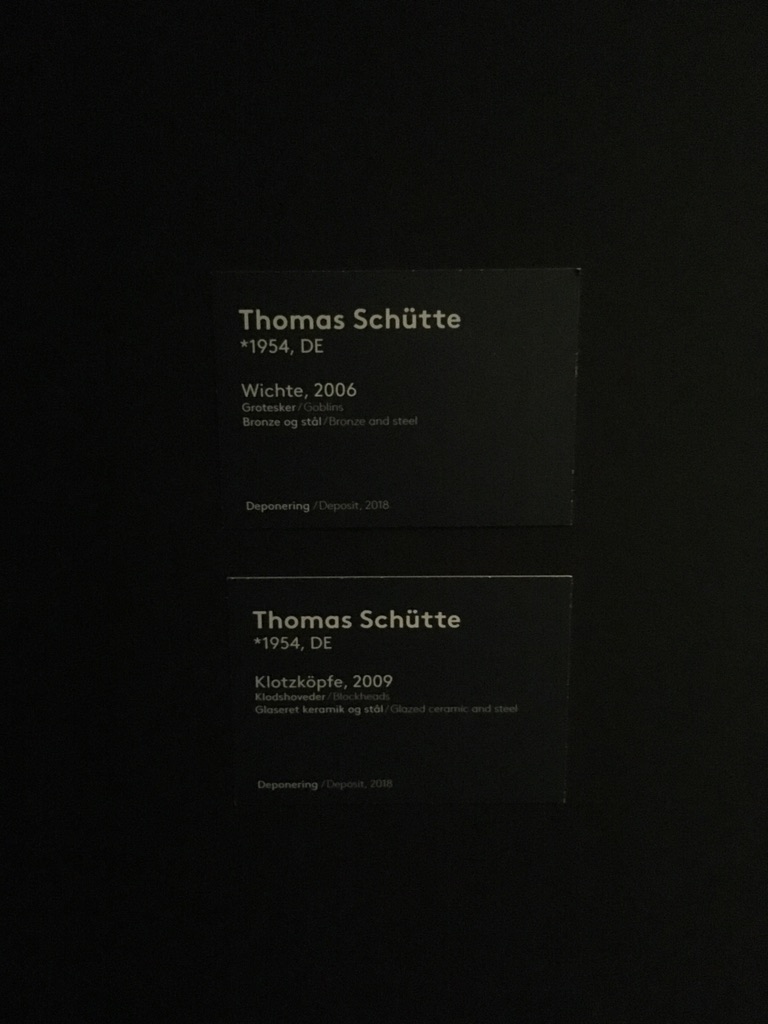 Thomas Schütte
*1954, DE
Wichte, 2006
Grotesker/Goblins
Bronze og stål/Bronze and steel
Deponering/Deposit, 2018
Thomas Schütte
*1954, DE
Klotzköpfe, 2009
Klodshoveder/Blockheads
Glaseret keramik og stål/Glazed ceramic and steel
Deponering/Deposit, 2018